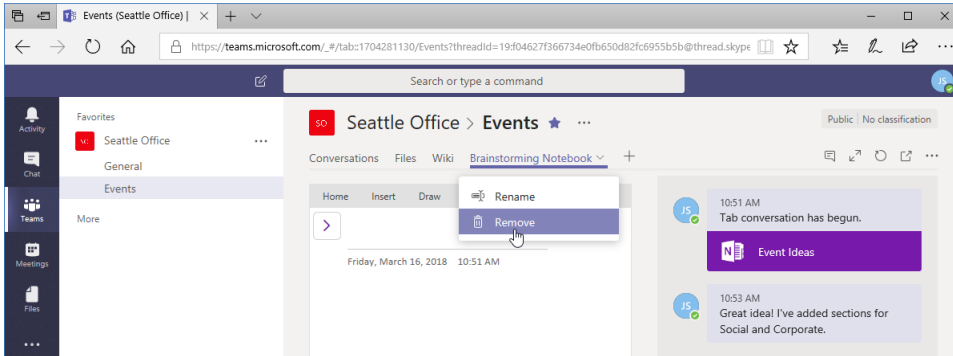 Events (Seattle Office) |
https://teams.microsoft.com/_#/tab::1704281130/Events?threadId=19:f04627f366734e0fb650d82fc6955b5b@thread.skype
Search or type a command
JS
Activity
Chat
Teams
Meetings
Files
Favorites
SO
Seattle Office
General
Events
More
SO
Seattle Office > Events
Public | No classification
Conversations Files Wiki Brainstorming Notebook
Home Insert Draw
Rename
Remove
Friday, March 16, 2018 10:51 AM
JS
10:51 AM
Tab conversation has begun.
N
Event Ideas
JS
10:53 AM
Great idea! I've added sections for
Social and Corporate.